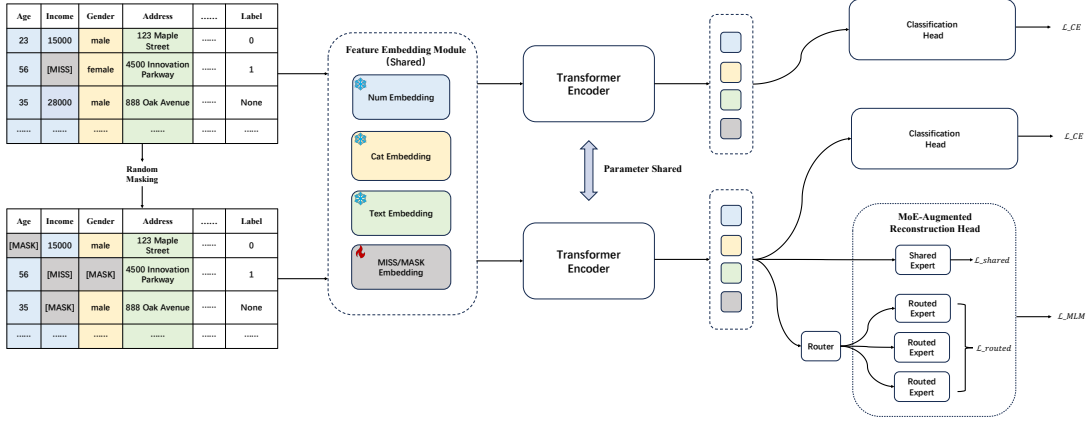 Age Income Gender Address ...... Label
23 15000 male 123 Maple Street ...... 0
56 [MISS] female 4500 Innovation Parkway ...... 1
35 28000 male 888 Oak Avenue ...... None
...... ...... ...... ...... ...... ......
Random
Masking
Age Income Gender Address ...... Label
[MASK] 15000 male 123 Maple Street ...... 0
56 [MISS] [MASK] 4500 Innovation Parkway ...... 1
35 [MASK] male 888 Oak Avenue ...... None
...... ...... ...... ...... ...... ......
Feature Embedding Module
(Shared)
Num Embedding
Cat Embedding
Text Embedding
MISS/MASK
Embedding
Transformer
Encoder
Parameter Shared
Transformer
Encoder
Classification
Head
L_CE
Classification
Head
L_CE
MoE-Augmented
Reconstruction Head
Shared
Expert
L_shared
Router
Routed
Expert
Routed
Expert
Routed
Expert
L_routed
L_MLM